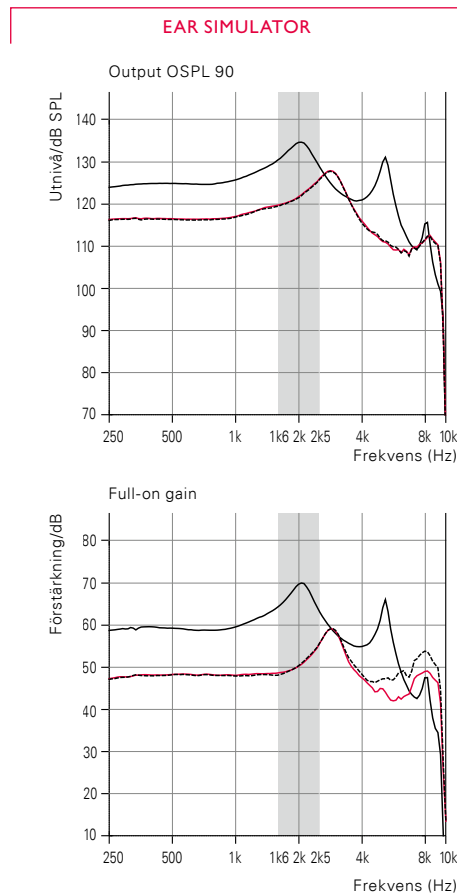 EAR SIMULATOR
Output OSPL 90
Utnivå/dB SPL
140
130
120
110
100
90
80
70
250 500 1k 1k6 2k 2k5 4k 8k 10k
Frekvens (Hz)
Full-on gain
Förstärkning/dB
80
70
60
50
40
30
20
10
250 500 1k 1k6 2k 2k5 4k 8k 10k
Frekvens (Hz)